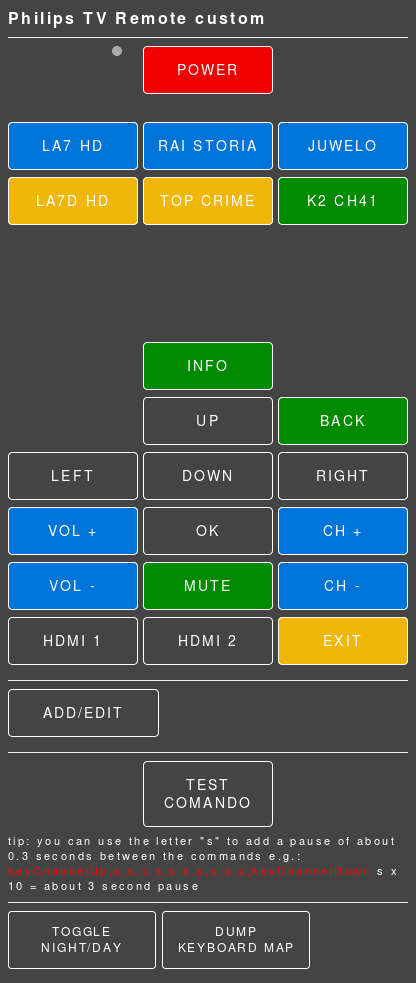 Philips TV Remote custom
POWER
LA7 HD RAI STORIA JUWELO
LA7D HD TOP CRIME K2 CH41
INFO
UP BACK
LEFT DOWN RIGHT
VOL + OK CH +
VOL - MUTE CH -
HDMI 1 HDMI 2 EXIT
ADD/EDIT
TEST
COMANDO
tip: you can use the letter "s" to add a pause of about
0.3 seconds between the commands e.g.:
KeyChannelUp,s,s,s,s,s,s,s,s,s,s,KeyChannelDown s x
10 = about 3 second pause
TOGGLE DUMP
NIGHT/DAY KEYBOARD MAP